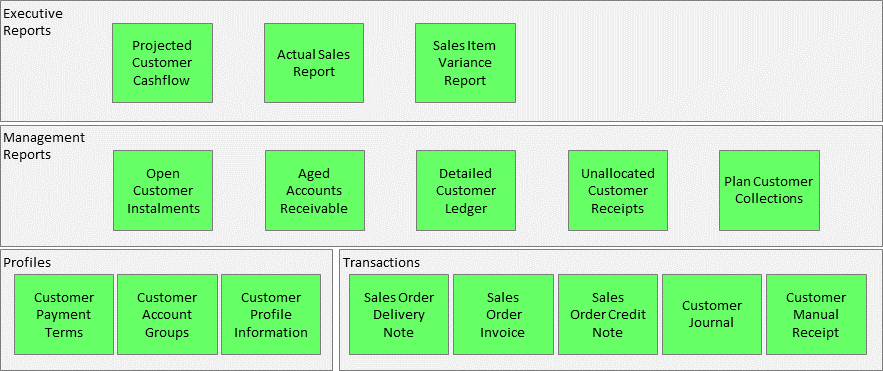 Executive
Reports
Projected
Customer
Cashflow
Actual Sales
Report
Sales Item
Variance
Report
Management
Reports
Open
Customer
Instalments
Aged
Accounts
Receivable
Detailed
Customer
Ledger
Unallocated
Customer
Receipts
Plan Customer
Collections
Profiles
Customer
Payment
Terms
Customer
Account
Groups
Customer
Profile
Information
Transactions
Sales Order
Delivery
Note
Sales
Order
Invoice
Sales
Order Credit
Note
Customer
Journal
Customer
Manual
Receipt